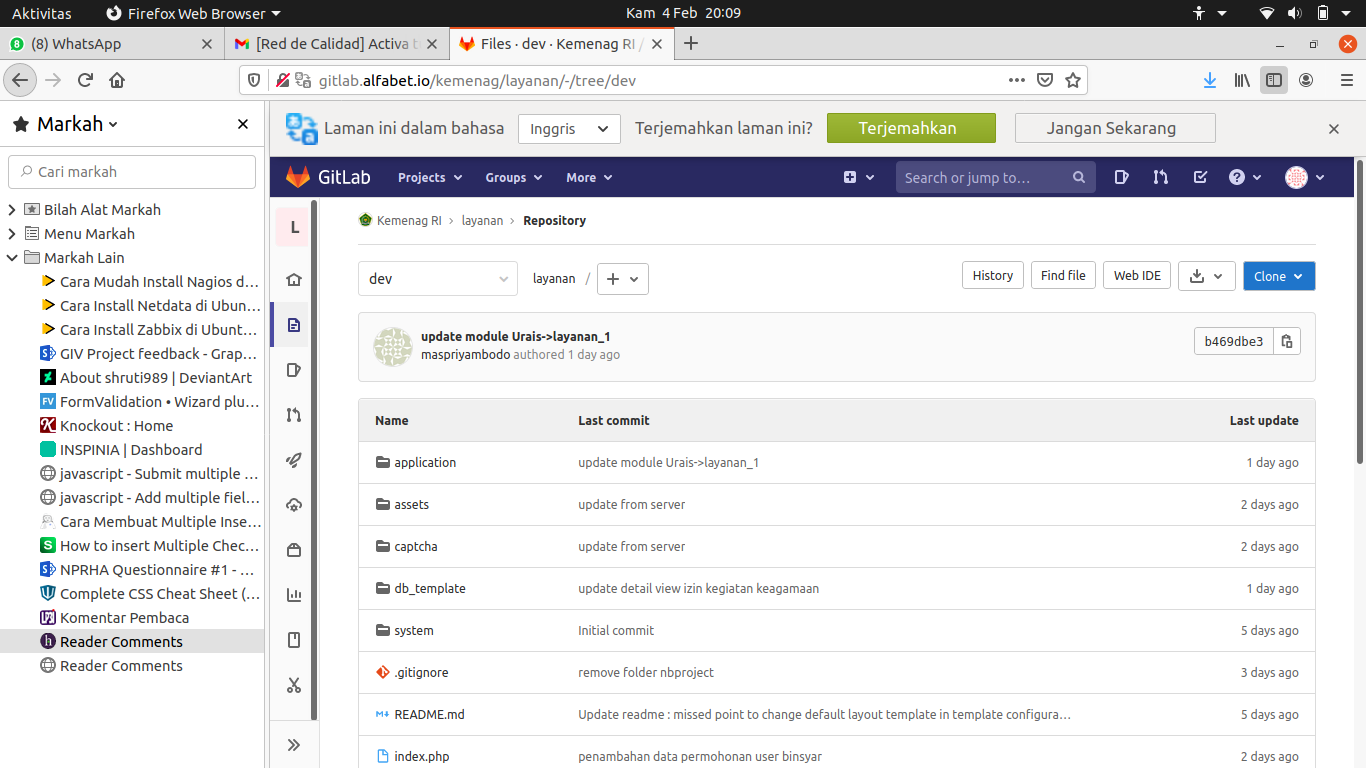 Aktivitas Firefox Web Browser Kam 4 Feb 20:09
(8) WhatsApp [Red de Calidad] Activa t Files · dev · Kemenag RI /
gitlab.alfabet.io/kemenag/layanan/-/tree/dev
Markah
Laman ini dalam bahasa Inggris Terjemahkan laman ini? Terjemahkan Jangan Sekarang
Cari markah
GitLab Projects Groups More Search or jump to…
Bilah Alat Markah
Menu Markah
Markah Lain
Cara Mudah Install Nagios d…
Cara Install Netdata di Ubun…
Cara Install Zabbix di Ubunt…
GIV Project feedback - Grap…
About shruti989 | DeviantArt
FV FormValidation • Wizard plu…
Knockout : Home
INSPINIA | Dashboard
javascript - Submit multiple …
javascript - Add multiple fiel…
Cara Membuat Multiple Inse…
How to insert Multiple Chec…
NPRHA Questionnaire #1 - …
Complete CSS Cheat Sheet (…
Komentar Pembaca
Reader Comments
Reader Comments
L
Kemenag RI › layanan › Repository
dev layanan / + History Find file Web IDE Clone
update module Urais->layanan_1
maspriyambodo authored 1 day ago
b469dbe3
Name Last commit Last update
application update module Urais->layanan_1 1 day ago
assets update from server 2 days ago
captcha update from server 2 days ago
db_template update detail view izin kegiatan keagamaan 1 day ago
system Initial commit 5 days ago
.gitignore remove folder nbproject 3 days ago
README.md Update readme : missed point to change default layout template in template configura… 5 days ago
index.php penambahan data permohonan user binsyar 2 days ago